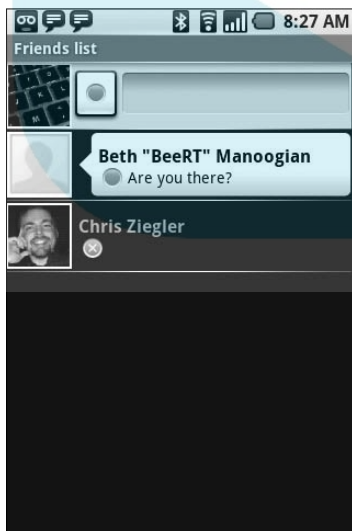 8:27 AM
Friends list
Beth "BeeRT" Manoogian
Are you there?
Chris Ziegler